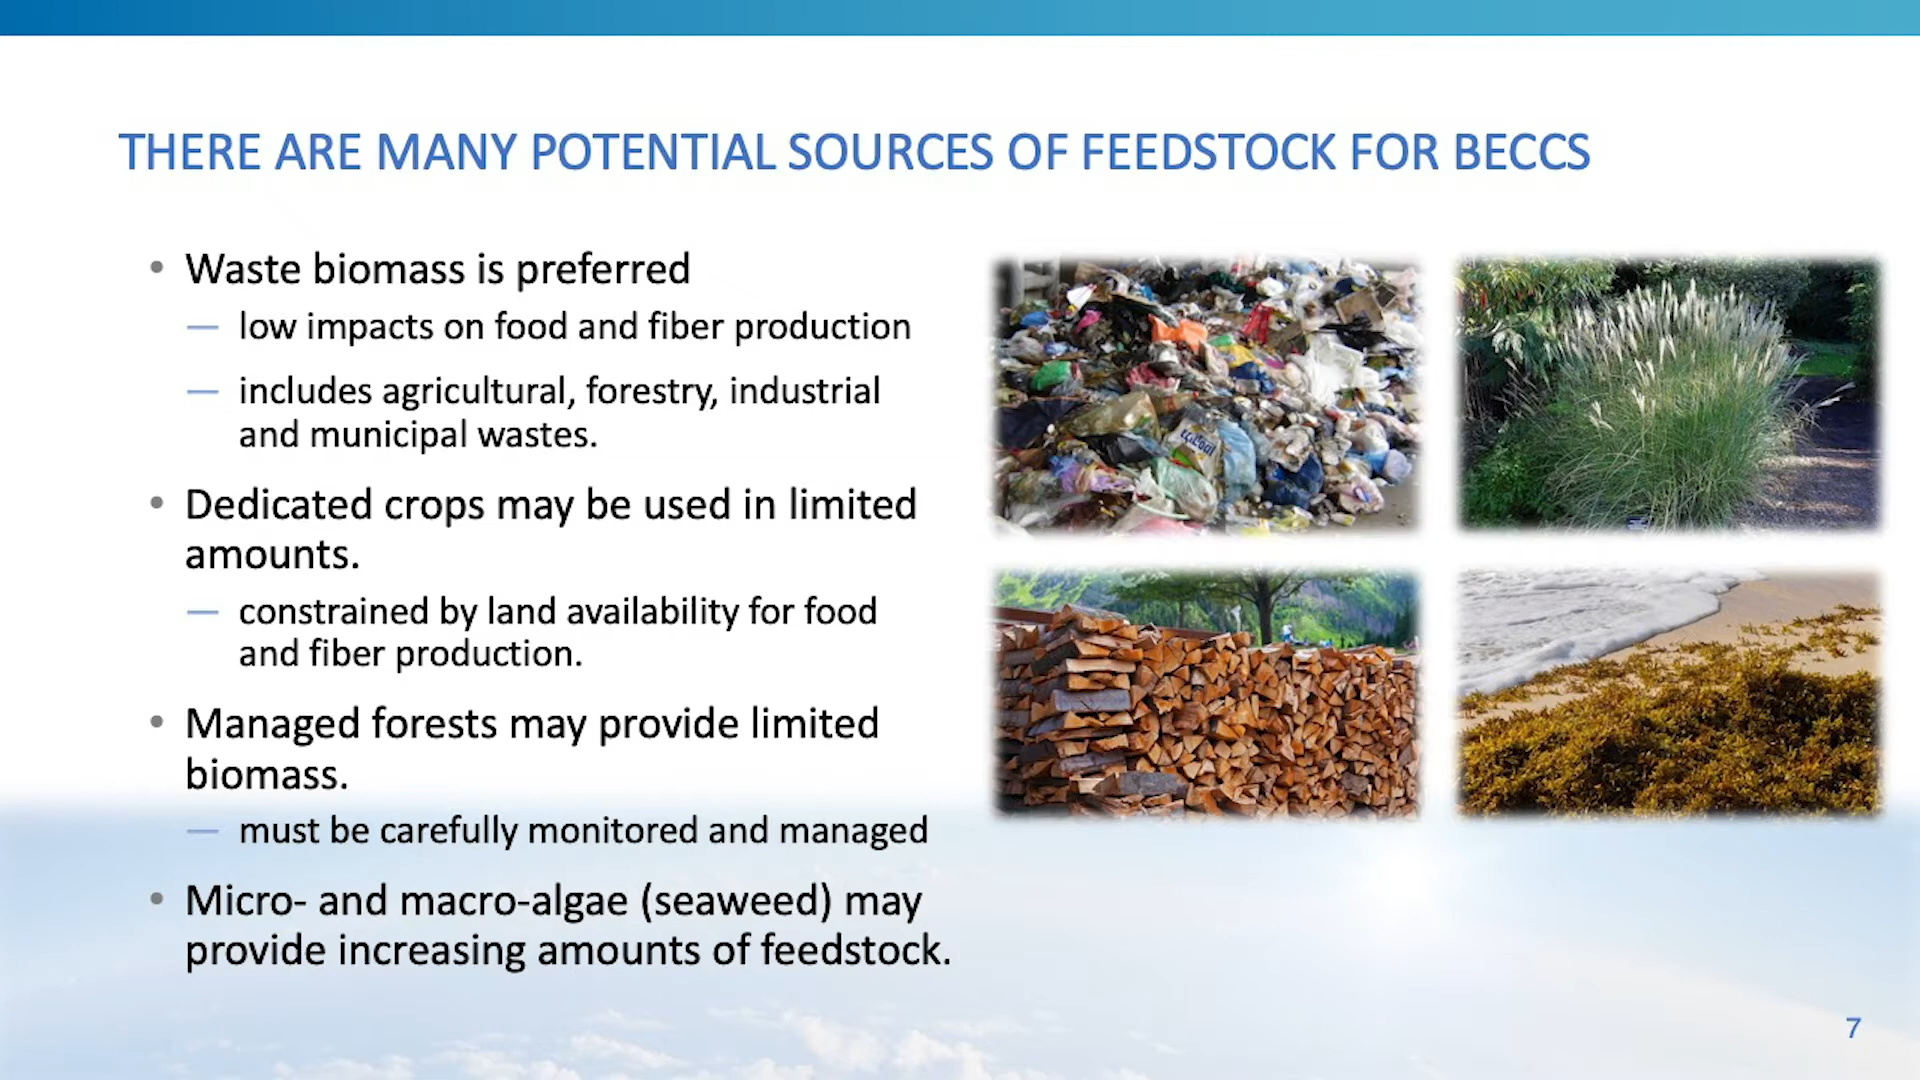 THERE ARE MANY POTENTIAL SOURCES OF FEEDSTOCK FOR BECCS
• Waste biomass is preferred
— low impacts on food and fiber production
— includes agricultural, forestry, industrial
and municipal wastes.
• Dedicated crops may be used in limited
amounts.
— constrained by land availability for food
and fiber production.
• Managed forests may provide limited
biomass.
— must be carefully monitored and managed
• Micro- and macro-algae (seaweed) may
provide increasing amounts of feedstock.
7